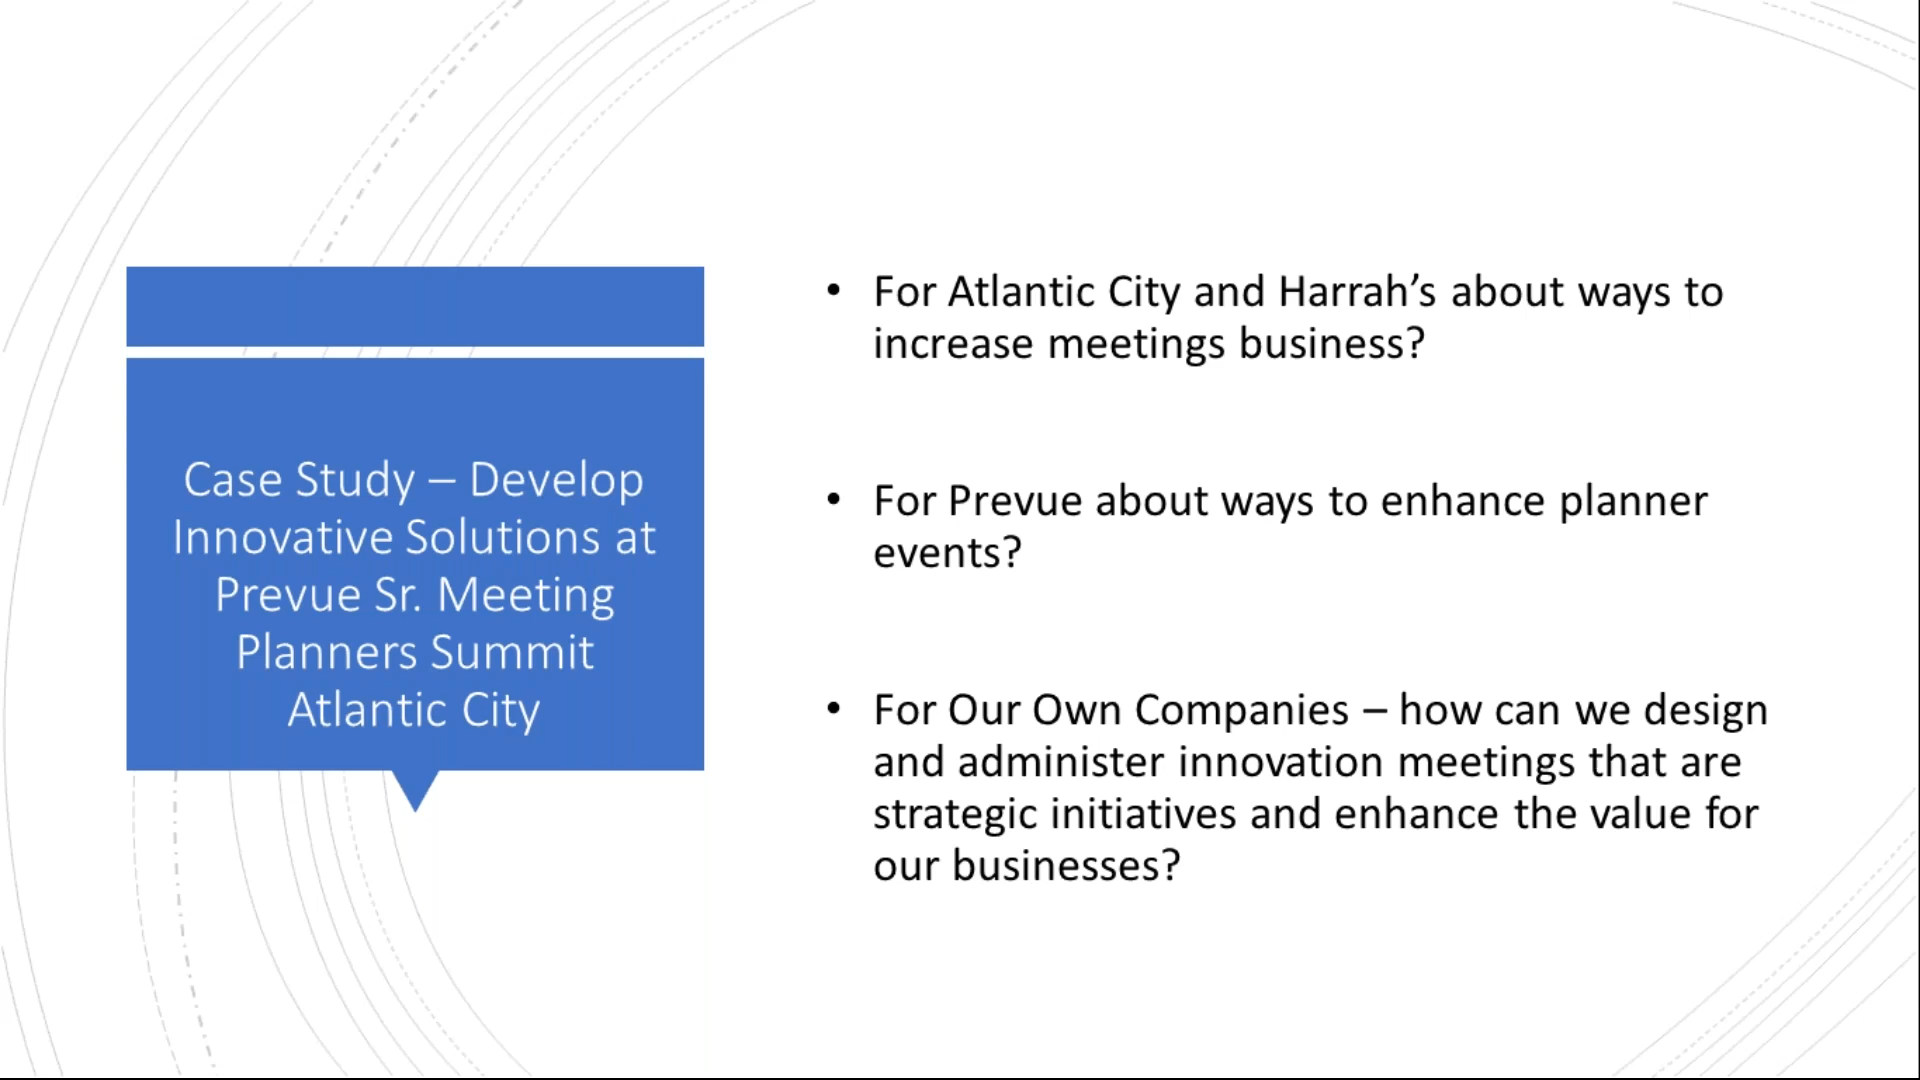 Case Study – Develop
Innovative Solutions at
Prevue Sr. Meeting
Planners Summit
Atlantic City
• For Atlantic City and Harrah’s about ways to
increase meetings business?
• For Prevue about ways to enhance planner
events?
• For Our Own Companies – how can we design
and administer innovation meetings that are
strategic initiatives and enhance the value for
our businesses?